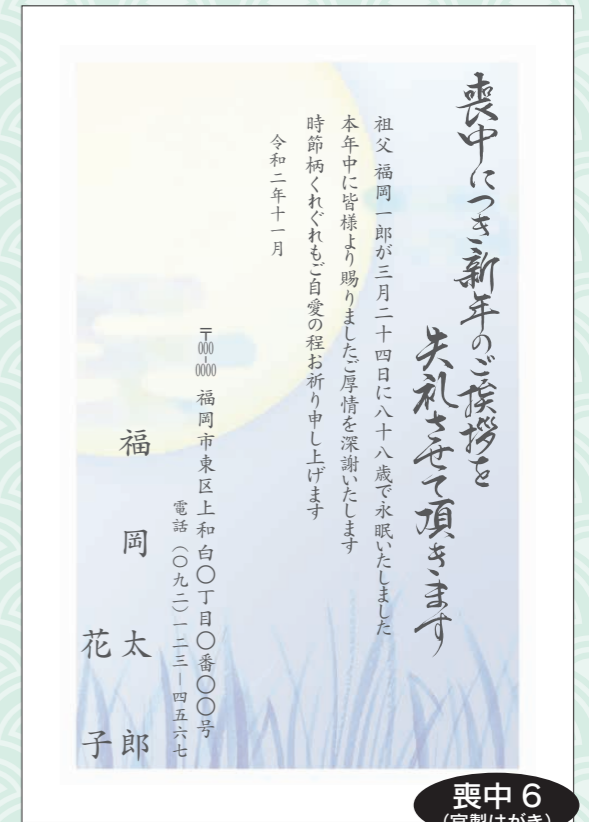 喪中につき新年のご挨拶を
失礼させて頂きます
祖父 福岡一郎が三月二十四日に八十八歳で永眠いたしました
本年中に皆様より賜りましたご厚情を深謝いたします
時節柄くれぐれもご自愛の程お祈り申し上げます
令和二年十一月
〒000-0000 福岡市東区上和白〇丁目〇番〇〇号
電話（〇九二）一二三ー四五六七
福岡太郎
花子
喪中 6
（官製はがき）